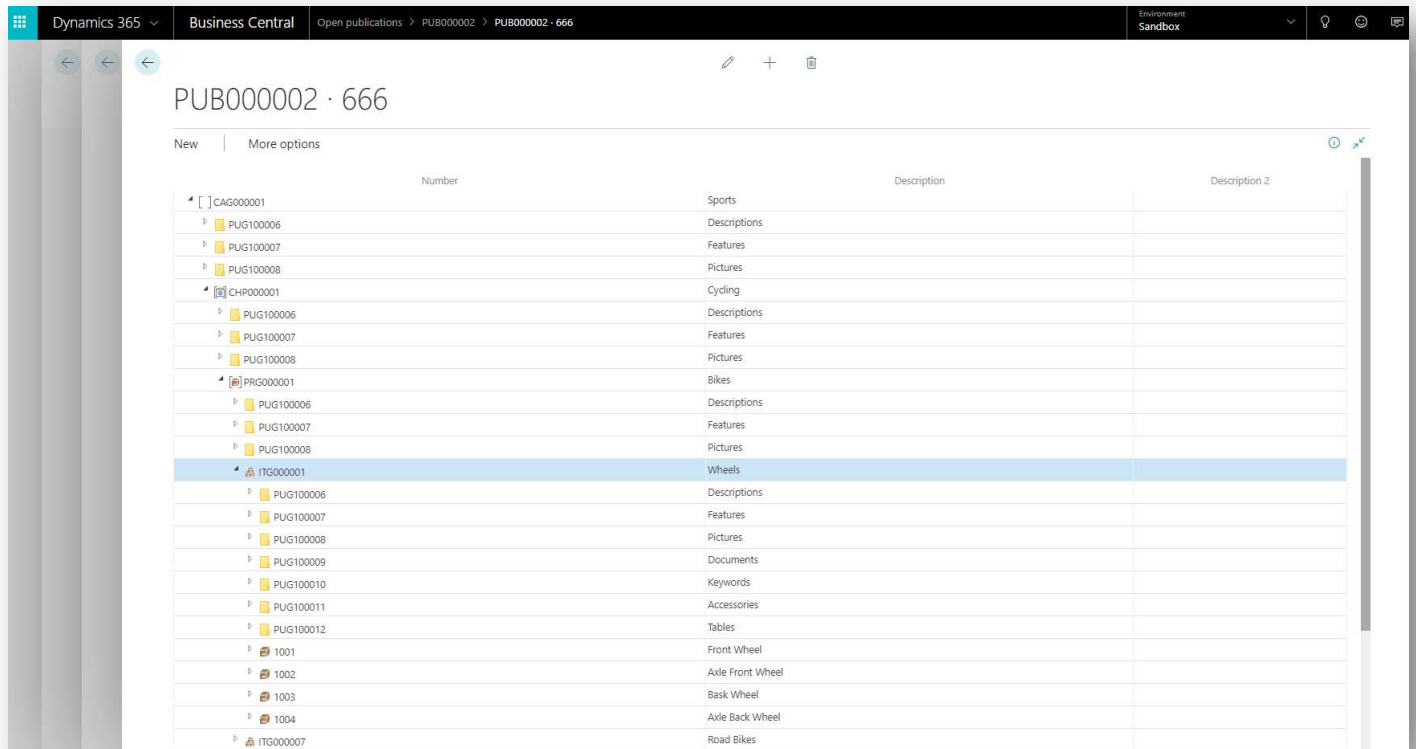 Dynamics 365 Business Central Open publications > PUB000002 > PUB000002 · 666 Environment Sandbox
PUB000002 · 666
New More options
Number Description Description 2
[ ] CAG000001 Sports
PUG100006 Descriptions
PUG100007 Features
PUG100008 Pictures
CHP000001 Cycling
PUG100006 Descriptions
PUG100007 Features
PUG100008 Pictures
PRG000001 Bikes
PUG100006 Descriptions
PUG100007 Features
PUG100008 Pictures
ITG000001 Wheels
PUG100006 Descriptions
PUG100007 Features
PUG100008 Pictures
PUG100009 Documents
PUG100010 Keywords
PUG100011 Accessories
PUG100012 Tables
1001 Front Wheel
1002 Axle Front Wheel
1003 Bask Wheel
1004 Axle Back Wheel
ITG000007 Road Bikes